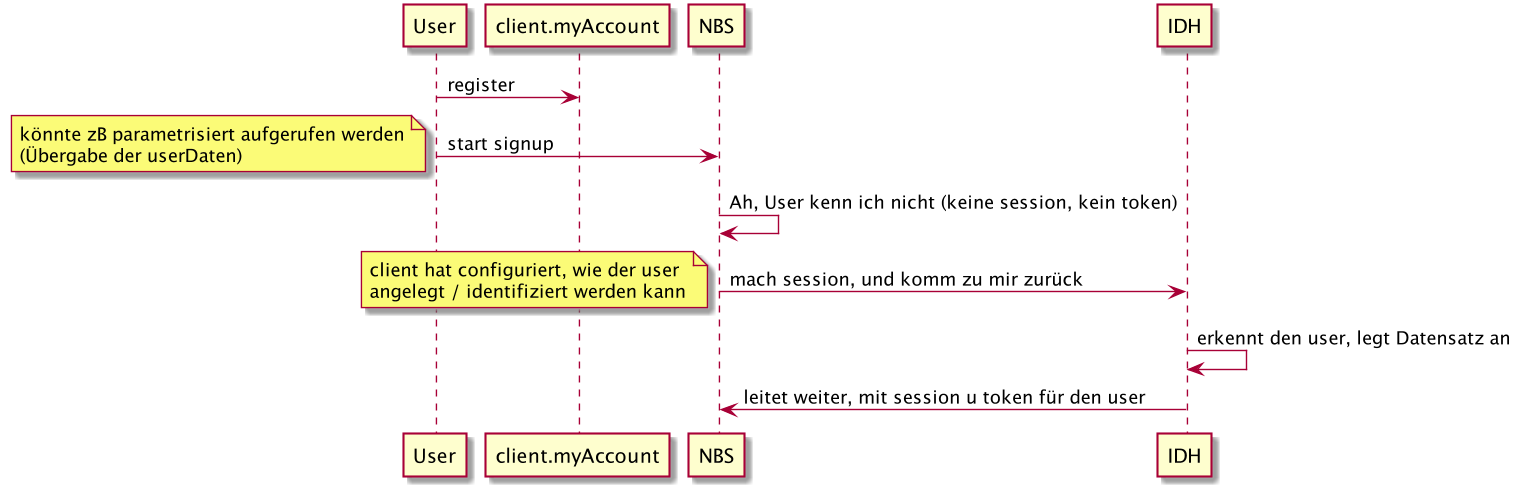 User
client.myAccount
NBS
IDH
register
könnte zB parametrisiert aufgerufen werden
(Übergabe der userDaten)
start signup
Ah, User kenn ich nicht (keine session, kein token)
client hat configuriert, wie der user
angelegt / identifiziert werden kann
mach session, und komm zu mir zurück
erkennt den user, legt Datensatz an
leitet weiter, mit session u token für den user
User
client.myAccount
NBS
IDH